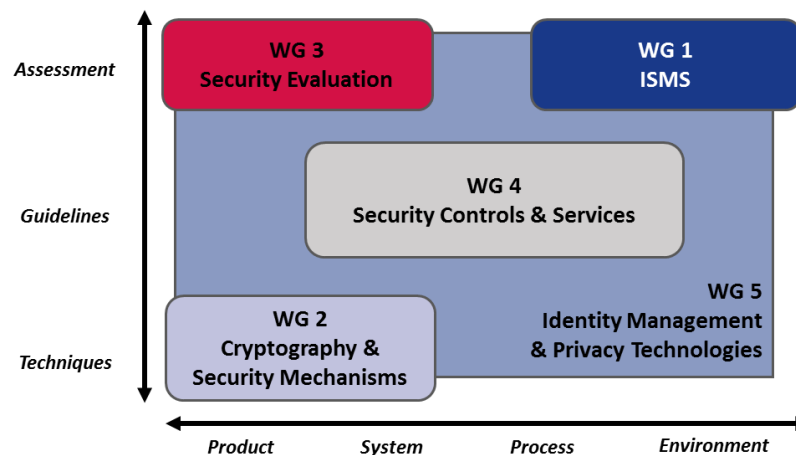 Assessment
WG 3
Security Evaluation
WG 1
ISMS
Guidelines
WG 4
Security Controls & Services
WG 5
Identity Management
& Privacy Technologies
Techniques
WG 2
Cryptography &
Security Mechanisms
Product System Process Environment